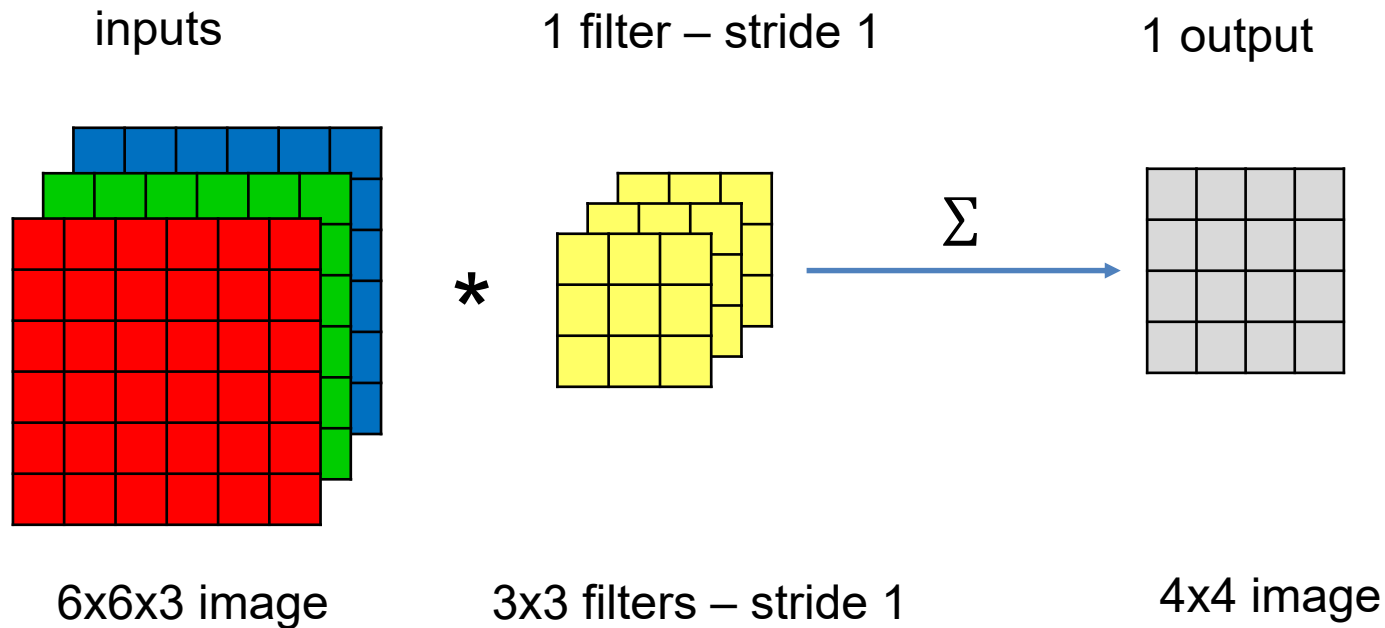 inputs
1 filter – stride 1
1 output
*
∑
6x6x3 image
3x3 filters – stride 1
4x4 image